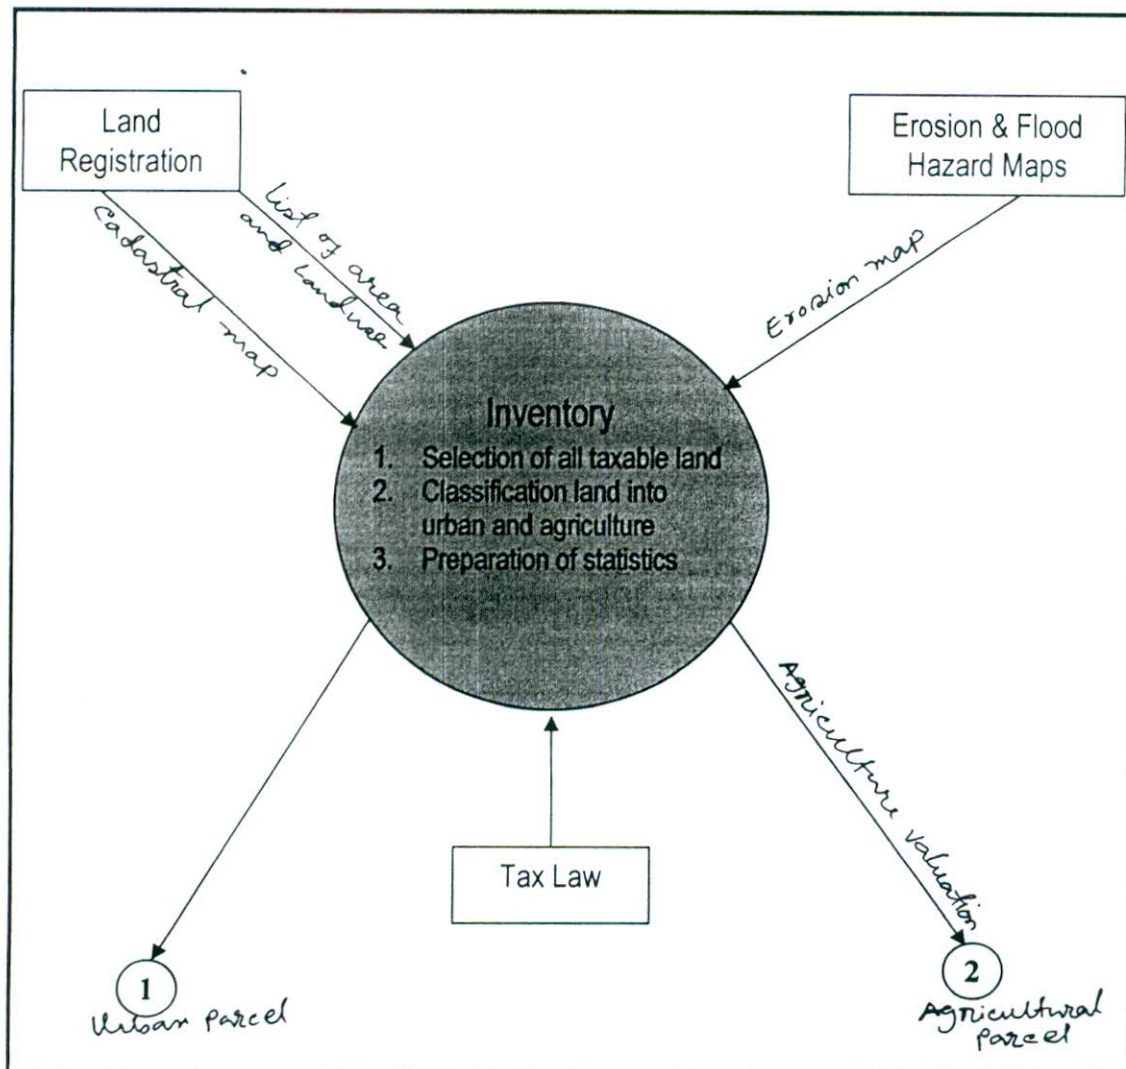 Land
Registration
Erosion & Flood
Hazard Maps
List of area
and Landuse
Cadastral map
Erosion map
Inventory
1. Selection of all taxable land
2. Classification land into
urban and agriculture
3. Preparation of statistics
Agriculture valuation
Tax Law
1
Urban parcel
2
Agricultural
parcel